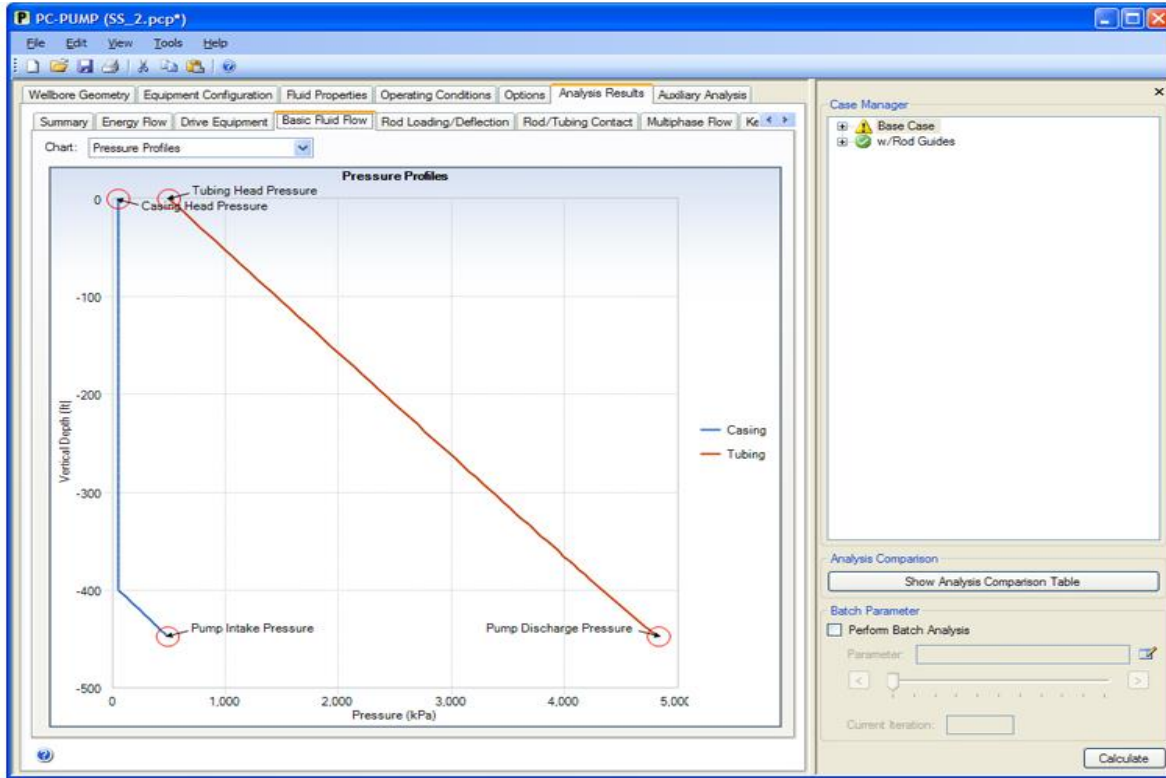 PC-PUMP (SS_2.pcp*)
File Edit View Tools Help
Wellbore Geometry Equipment Configuration Fluid Properties Operating Conditions Options Analysis Results Auxiliary Analysis
Summary Energy Flow Drive Equipment Basic Fluid Flow Rod Loading/Deflection Rod/Tubing Contact Multiphase Flow Ke
Chart: Pressure Profiles
Pressure Profiles
Tubing Head Pressure
Casing Head Pressure
0
-100
-200
-300
-400
-500
Vertical Depth [ft]
Casing
Tubing
Pump Intake Pressure
Pump Discharge Pressure
0 1,000 2,000 3,000 4,000 5,000
Pressure (kPa)
Case Manager
Base Case
w/Rod Guides
Analysis Comparison
Show Analysis Comparison Table
Batch Parameter
Perform Batch Analysis
Parameter:
< >
Current Iteration:
Calculate